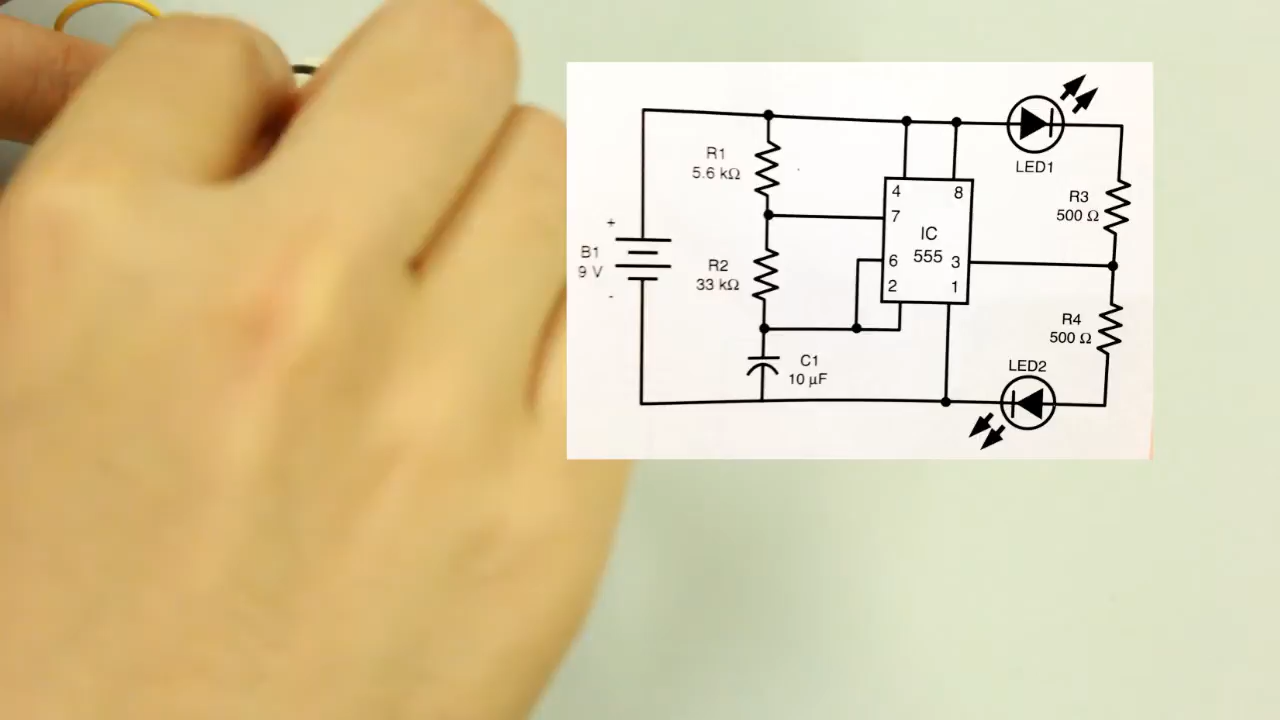 R1
5.6 kΩ
LED1
4
8
7
R3
500 Ω
+
B1
9 V
-
IC
555
6
3
2
1
R2
33 kΩ
R4
500 Ω
C1
10 µF
LED2